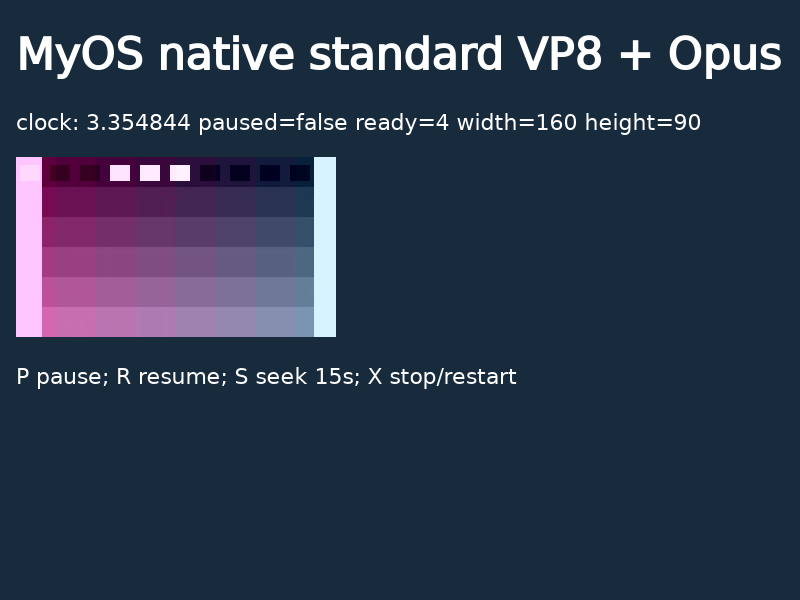 MyOS native standard VP8 + Opus
clock: 3.354844 paused=false ready=4 width=160 height=90
P pause; R resume; S seek 15s; X stop/restart